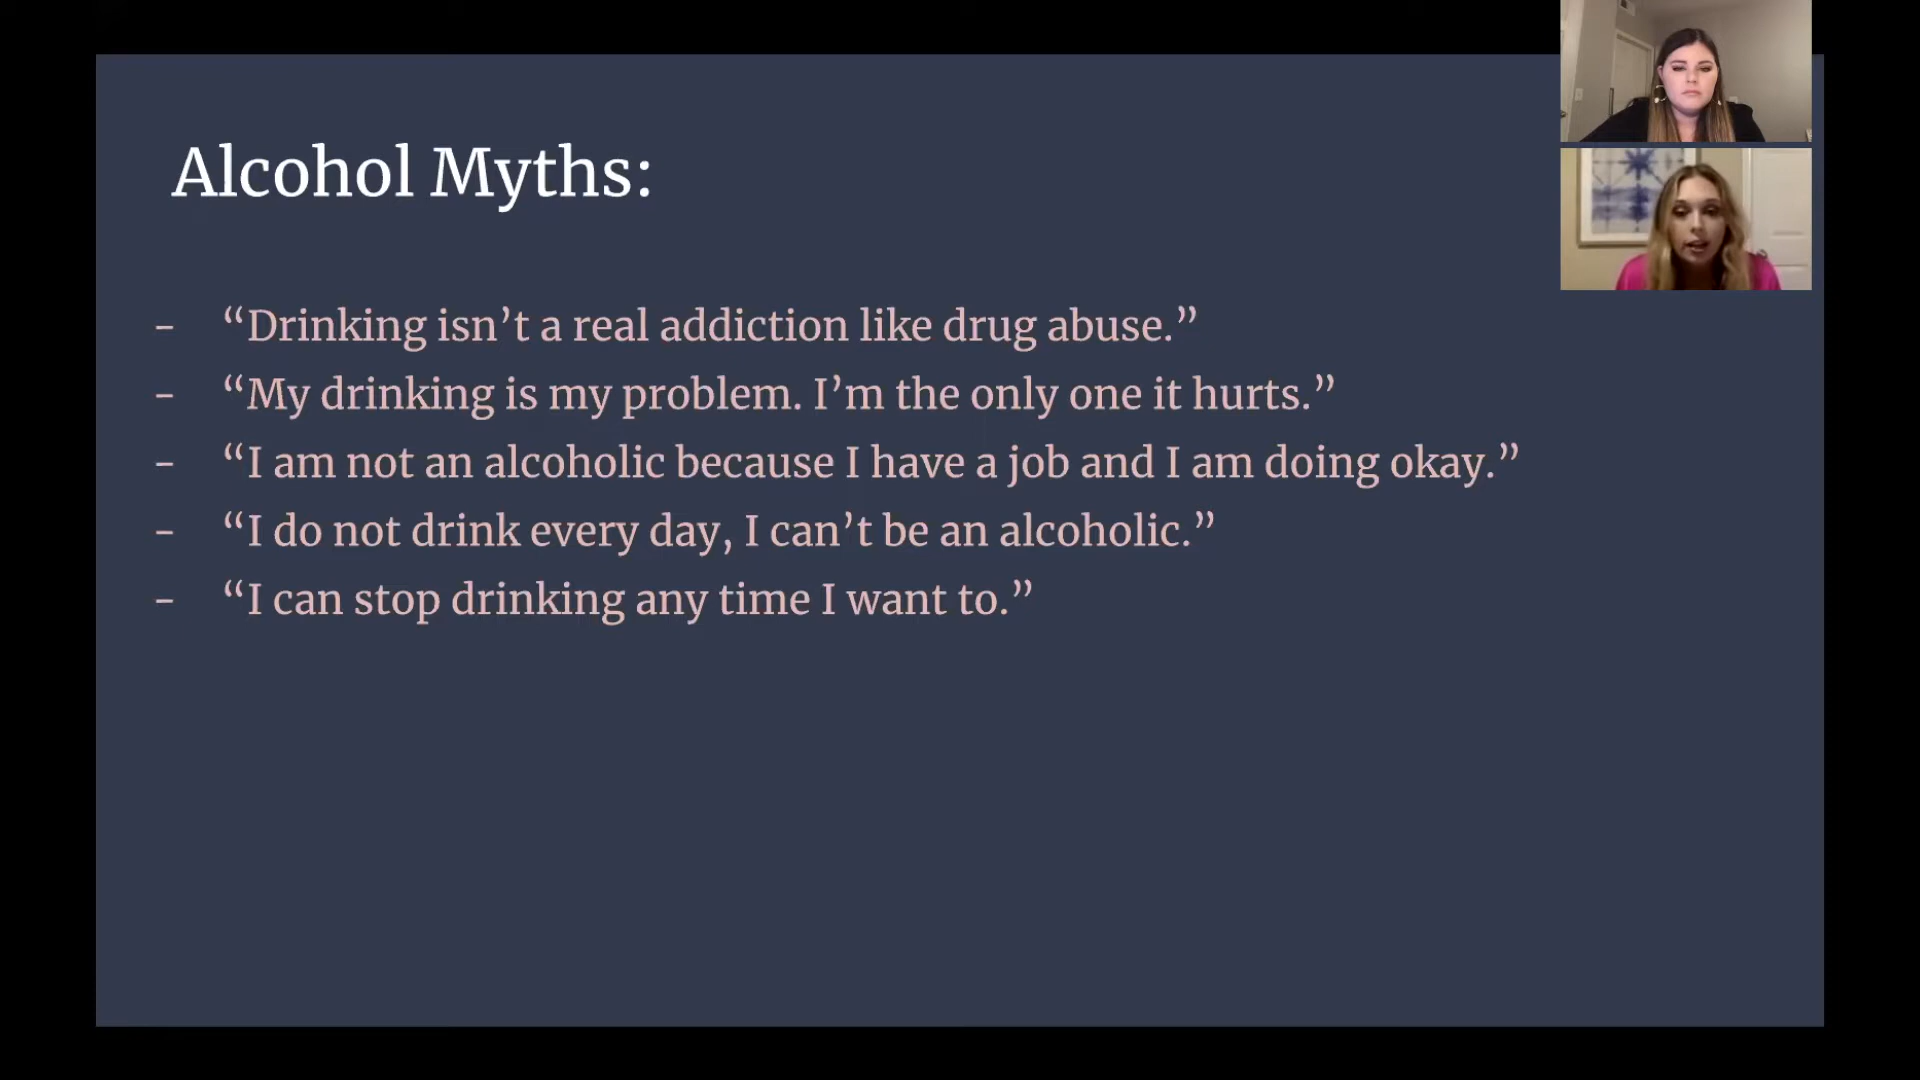 Alcohol Myths:
- “Drinking isn’t a real addiction like drug abuse.”
- “My drinking is my problem. I’m the only one it hurts.”
- “I am not an alcoholic because I have a job and I am doing okay.”
- “I do not drink every day, I can’t be an alcoholic.”
- “I can stop drinking any time I want to.”